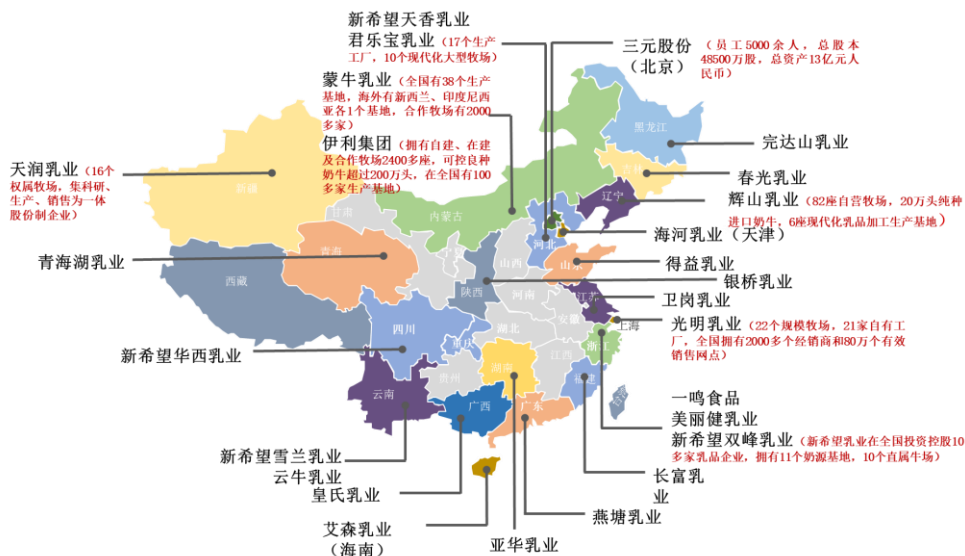 新希望天香乳业
君乐宝乳业（17个生产
工厂，10个现代化大型牧场）
三元股份
（北京）
（员工5000余人，总股本
48500万股，总资产13亿元人
民币）
蒙牛乳业（全国有38个生产
基地，海外有新西兰、印度尼西
亚各1个基地，合作牧场有2000
多家）
伊利集团（拥有自建、在建
及合作牧场2400多座，可控良种
奶牛超过200万头，在全国有100
多家生产基地）
黑龙江
完达山乳业
天润乳业（16个
权属牧场，集科研、
生产、销售为一体
股份制企业）
新疆
吉林
春光乳业
辽宁
辉山乳业（82座自营牧场，20万头纯种
进口奶牛，6座现代化乳品加工生产基地）
甘肃
内蒙古
海河乳业（天津）
河北
青海湖乳业
青海
宁夏
山西
山东
得益乳业
银桥乳业
西藏
陕西
河南
江苏
卫岗乳业
安徽
上海
光明乳业（22个规模牧场，21家自有工
厂，全国拥有2000多个经销商和80万个有效
销售网点）
四川
湖北
重庆
浙江
新希望华西乳业
湖南
江西
贵州
福建
云南
广西
广东
台湾
一鸣食品
美丽健乳业
新希望双峰乳业（新希望乳业在全国投资控股10
多家乳品企业，拥有11个奶源基地，10个直属牛场）
新希望雪兰乳业
云牛乳业
皇氏乳业
长富乳
业
燕塘乳业
艾森乳业
（海南）
亚华乳业